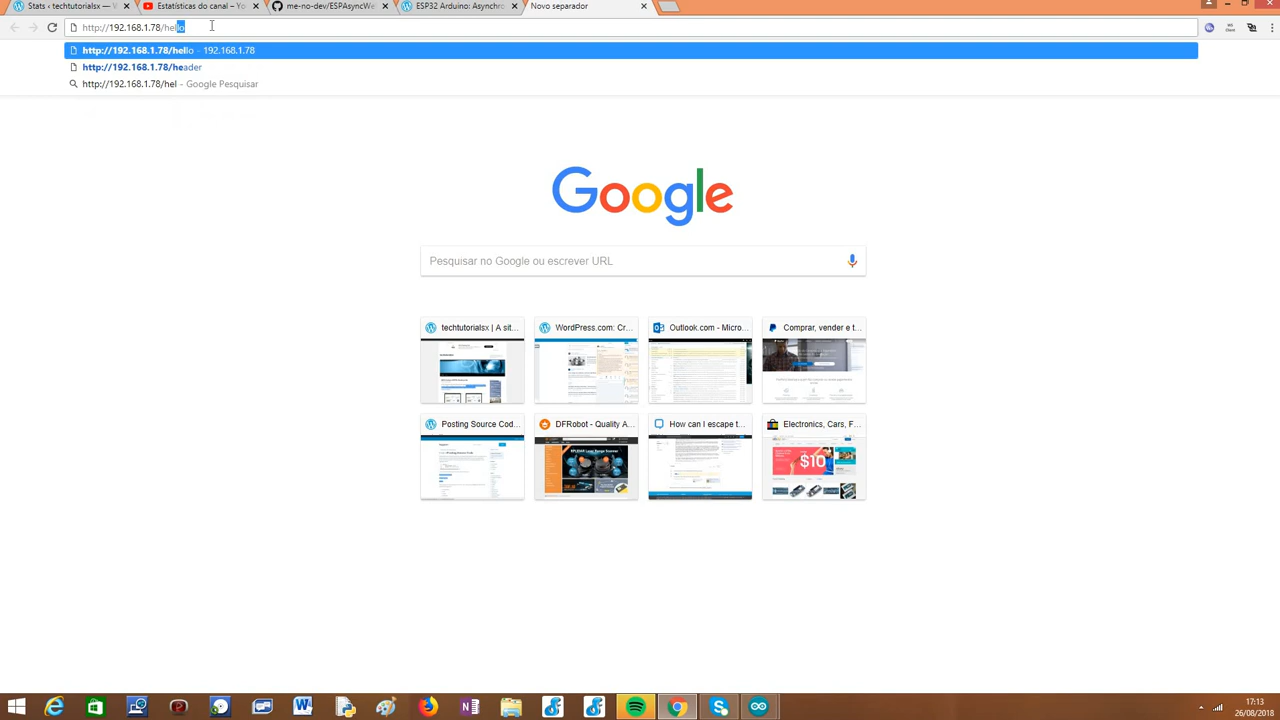 Stats ‹ techtutorialsx — W
Estatísticas do canal – Yo
me-no-dev/ESPAsyncWe
ESP32 Arduino: Asynchro
Novo separador
http://192.168.1.78/hello
http://192.168.1.78/hello - 192.168.1.78
http://192.168.1.78/header
http://192.168.1.78/hel - Google Pesquisar
Google
Pesquisar no Google ou escrever URL
techtutorialsx | A sit...
WordPress.com: Cr...
Outlook.com - Micro...
Comprar, vender e t...
Posting Source Cod...
DFRobot - Quality A...
How can I escape t...
Electronics, Cars, F...
$10
17:13
26/08/2018